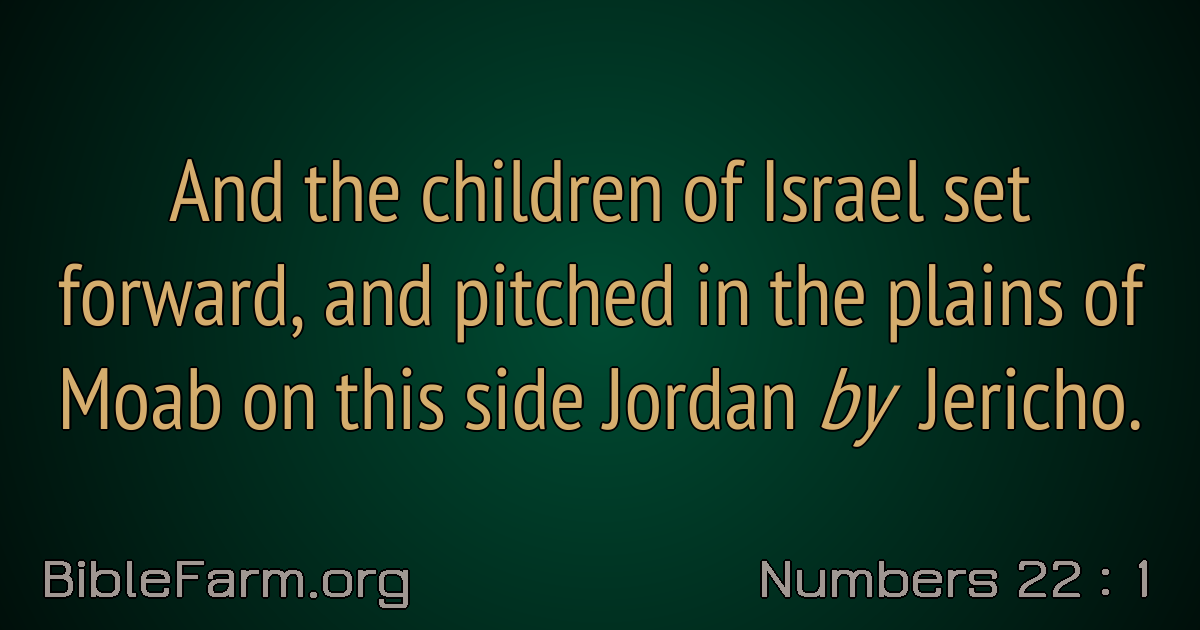 And the children of Israel set
forward, and pitched in the plains of
Moab on this side Jordan by Jericho.
BibleFarm.org
Numbers 22 : 1